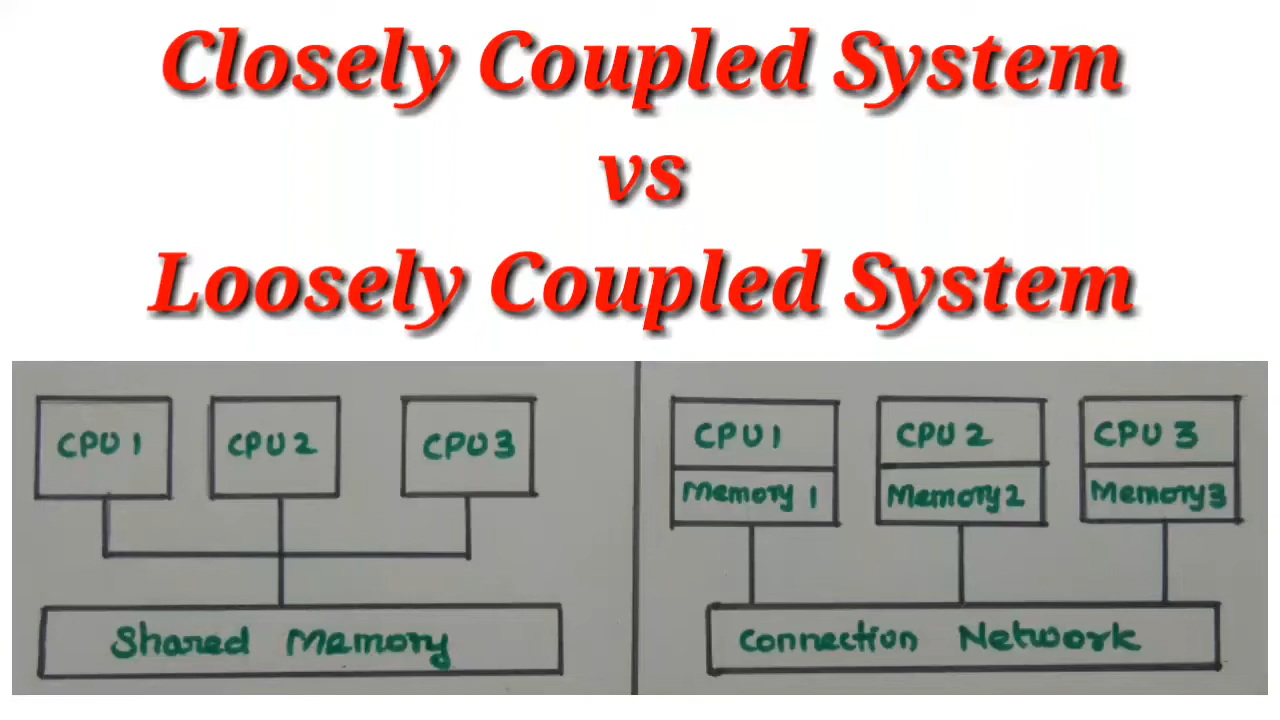 Closely Coupled System
vs
Loosely Coupled System
CPU 1
CPU 2
CPU 3
Shared Memory
CPU 1
Memory 1
CPU 2
Memory 2
CPU 3
Memory 3
Connection Network